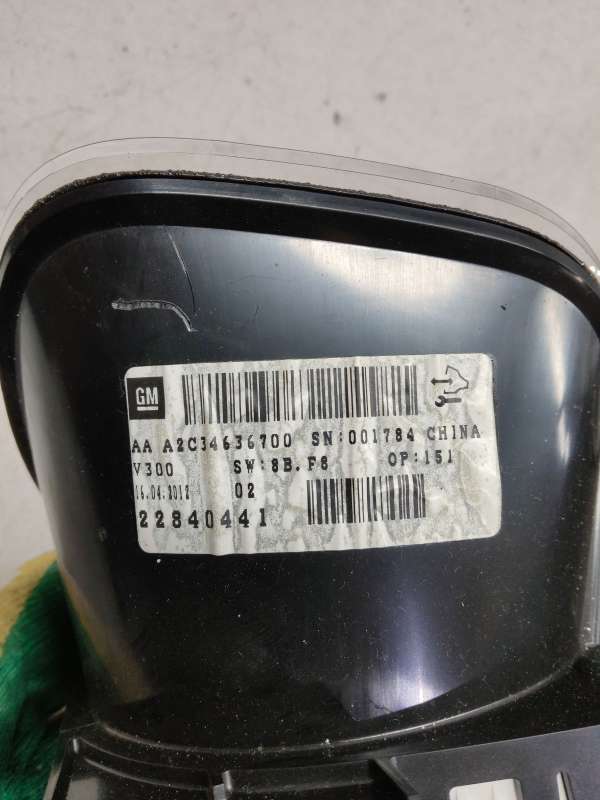 GM
AA A2C34636700 SN:001784 CHINA
V300 SW:8B.F8 OP:151
16.04.2012 02
22840441